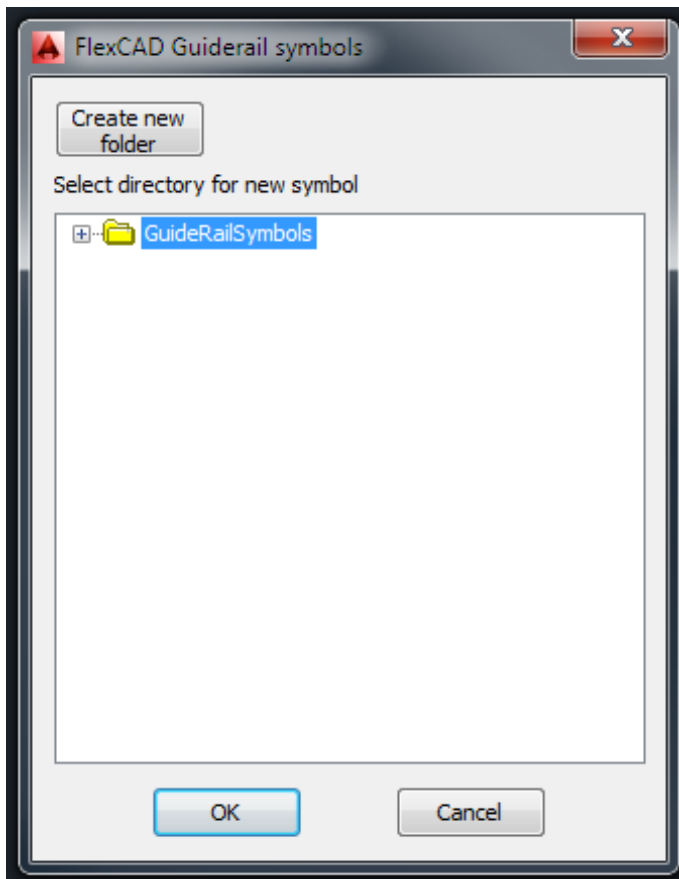 FlexCAD Guiderail symbols
Create new
folder
Select directory for new symbol
GuideRailSymbols
OK
Cancel